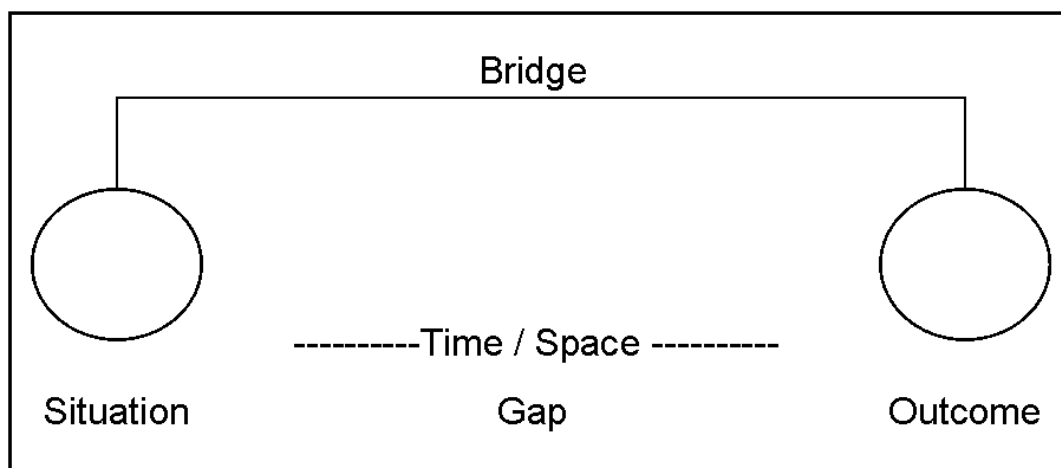 Bridge
----------Time / Space ----------
Situation
Gap
Outcome